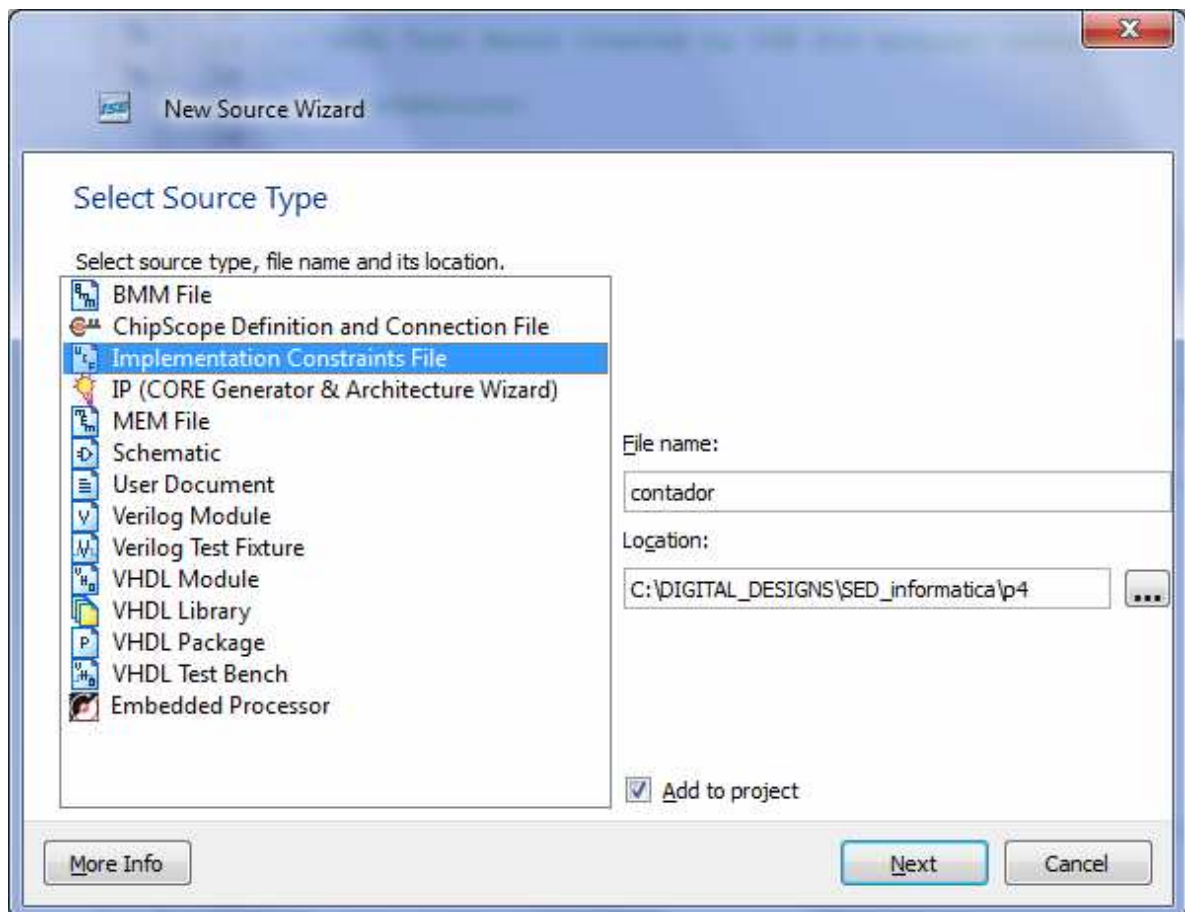 New Source Wizard
Select Source Type
Select source type, file name and its location.
BMM File
ChipScope Definition and Connection File
Implementation Constraints File
IP (CORE Generator & Architecture Wizard)
MEM File
Schematic
User Document
Verilog Module
Verilog Test Fixture
VHDL Module
VHDL Library
VHDL Package
VHDL Test Bench
Embedded Processor
File name:
contador
Location:
C:\DIGITAL_DESIGNS\SED_informatica\p4
...
Add to project
More Info
Next
Cancel